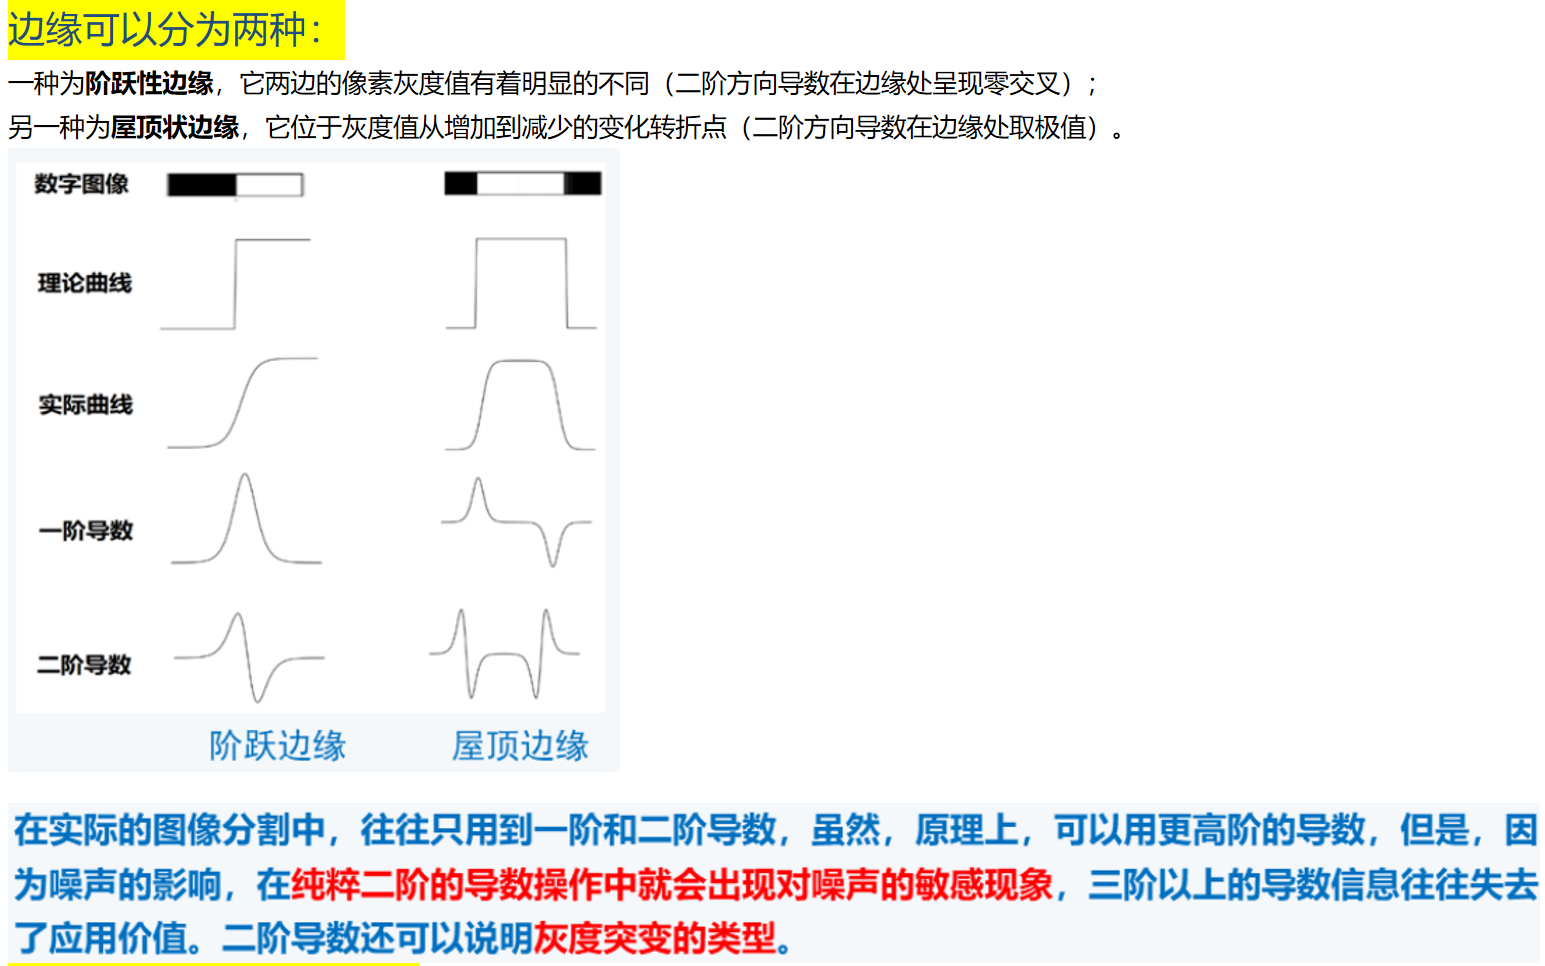 边缘可以分为两种：
一种为阶跃性边缘，它两边的像素灰度值有着明显的不同（二阶方向导数在边缘处呈现零交叉）；
另一种为屋顶状边缘，它位于灰度值从增加到减少的变化转折点（二阶方向导数在边缘处取极值）。
数字图像
理论曲线
实际曲线
一阶导数
二阶导数
阶跃边缘 屋顶边缘
在实际的图像分割中，往往只用到一阶和二阶导数，虽然，原理上，可以用更高阶的导数，但是，因
为噪声的影响，在纯粹二阶的导数操作中就会出现对噪声的敏感现象，三阶以上的导数信息往往失去
了应用价值。二阶导数还可以说明灰度突变的类型。